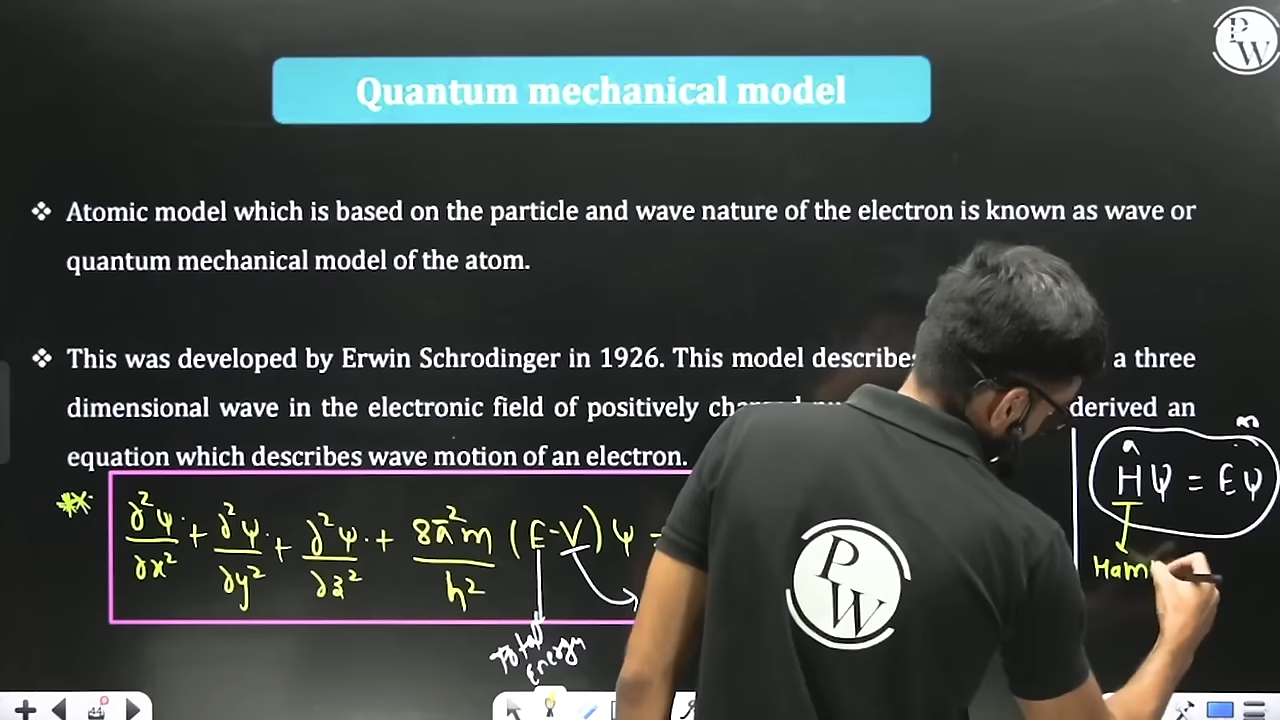 P
W
Quantum mechanical model
❖ Atomic model which is based on the particle and wave nature of the electron is known as wave or
quantum mechanical model of the atom.
❖ This was developed by Erwin Schrodinger in 1926. This model describes a three
dimensional wave in the electronic field of positively derived an
equation which describes wave motion of an electron.
∂²ψ/∂x² + ∂²ψ/∂y² + ∂²ψ/∂z² + 8π²m/h² (E-V) ψ =
Ĥψ = Eψ
Ham
Total
Energy
P
W
44